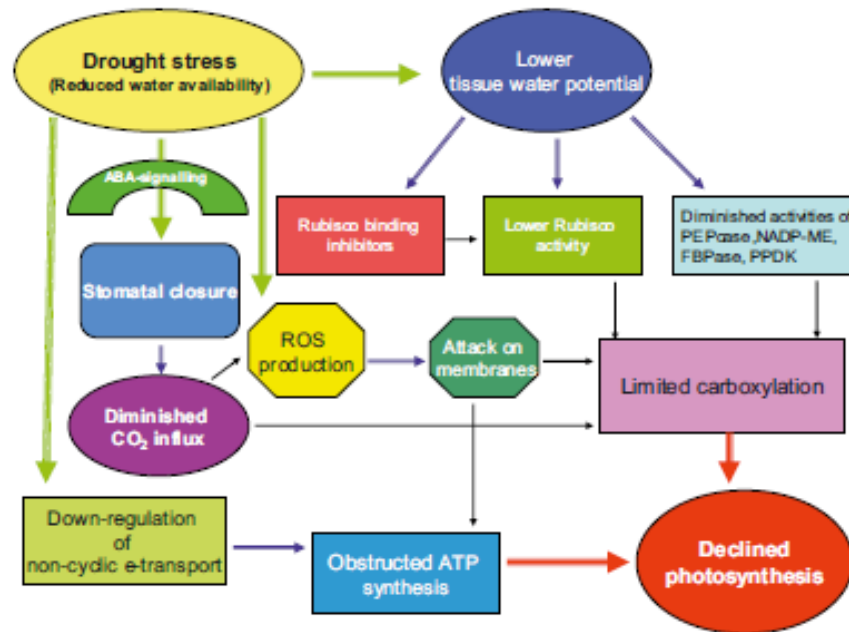 Drought stress
(Reduced water availability)
Lower
tissue water potential
ABA-signalling
Rubisco binding
inhibitors
Lower Rubisco
activity
Diminished activities of
PEPcase ,NADP-ME,
FBPase, PPDK
Stomatal closure
ROS
production
Attack on
membranes
Limited carboxylation
Diminished
CO₂ influx
Down-regulation
of
non-cyclic e-transport
Obstructed ATP
synthesis
Declined
photosynthesis